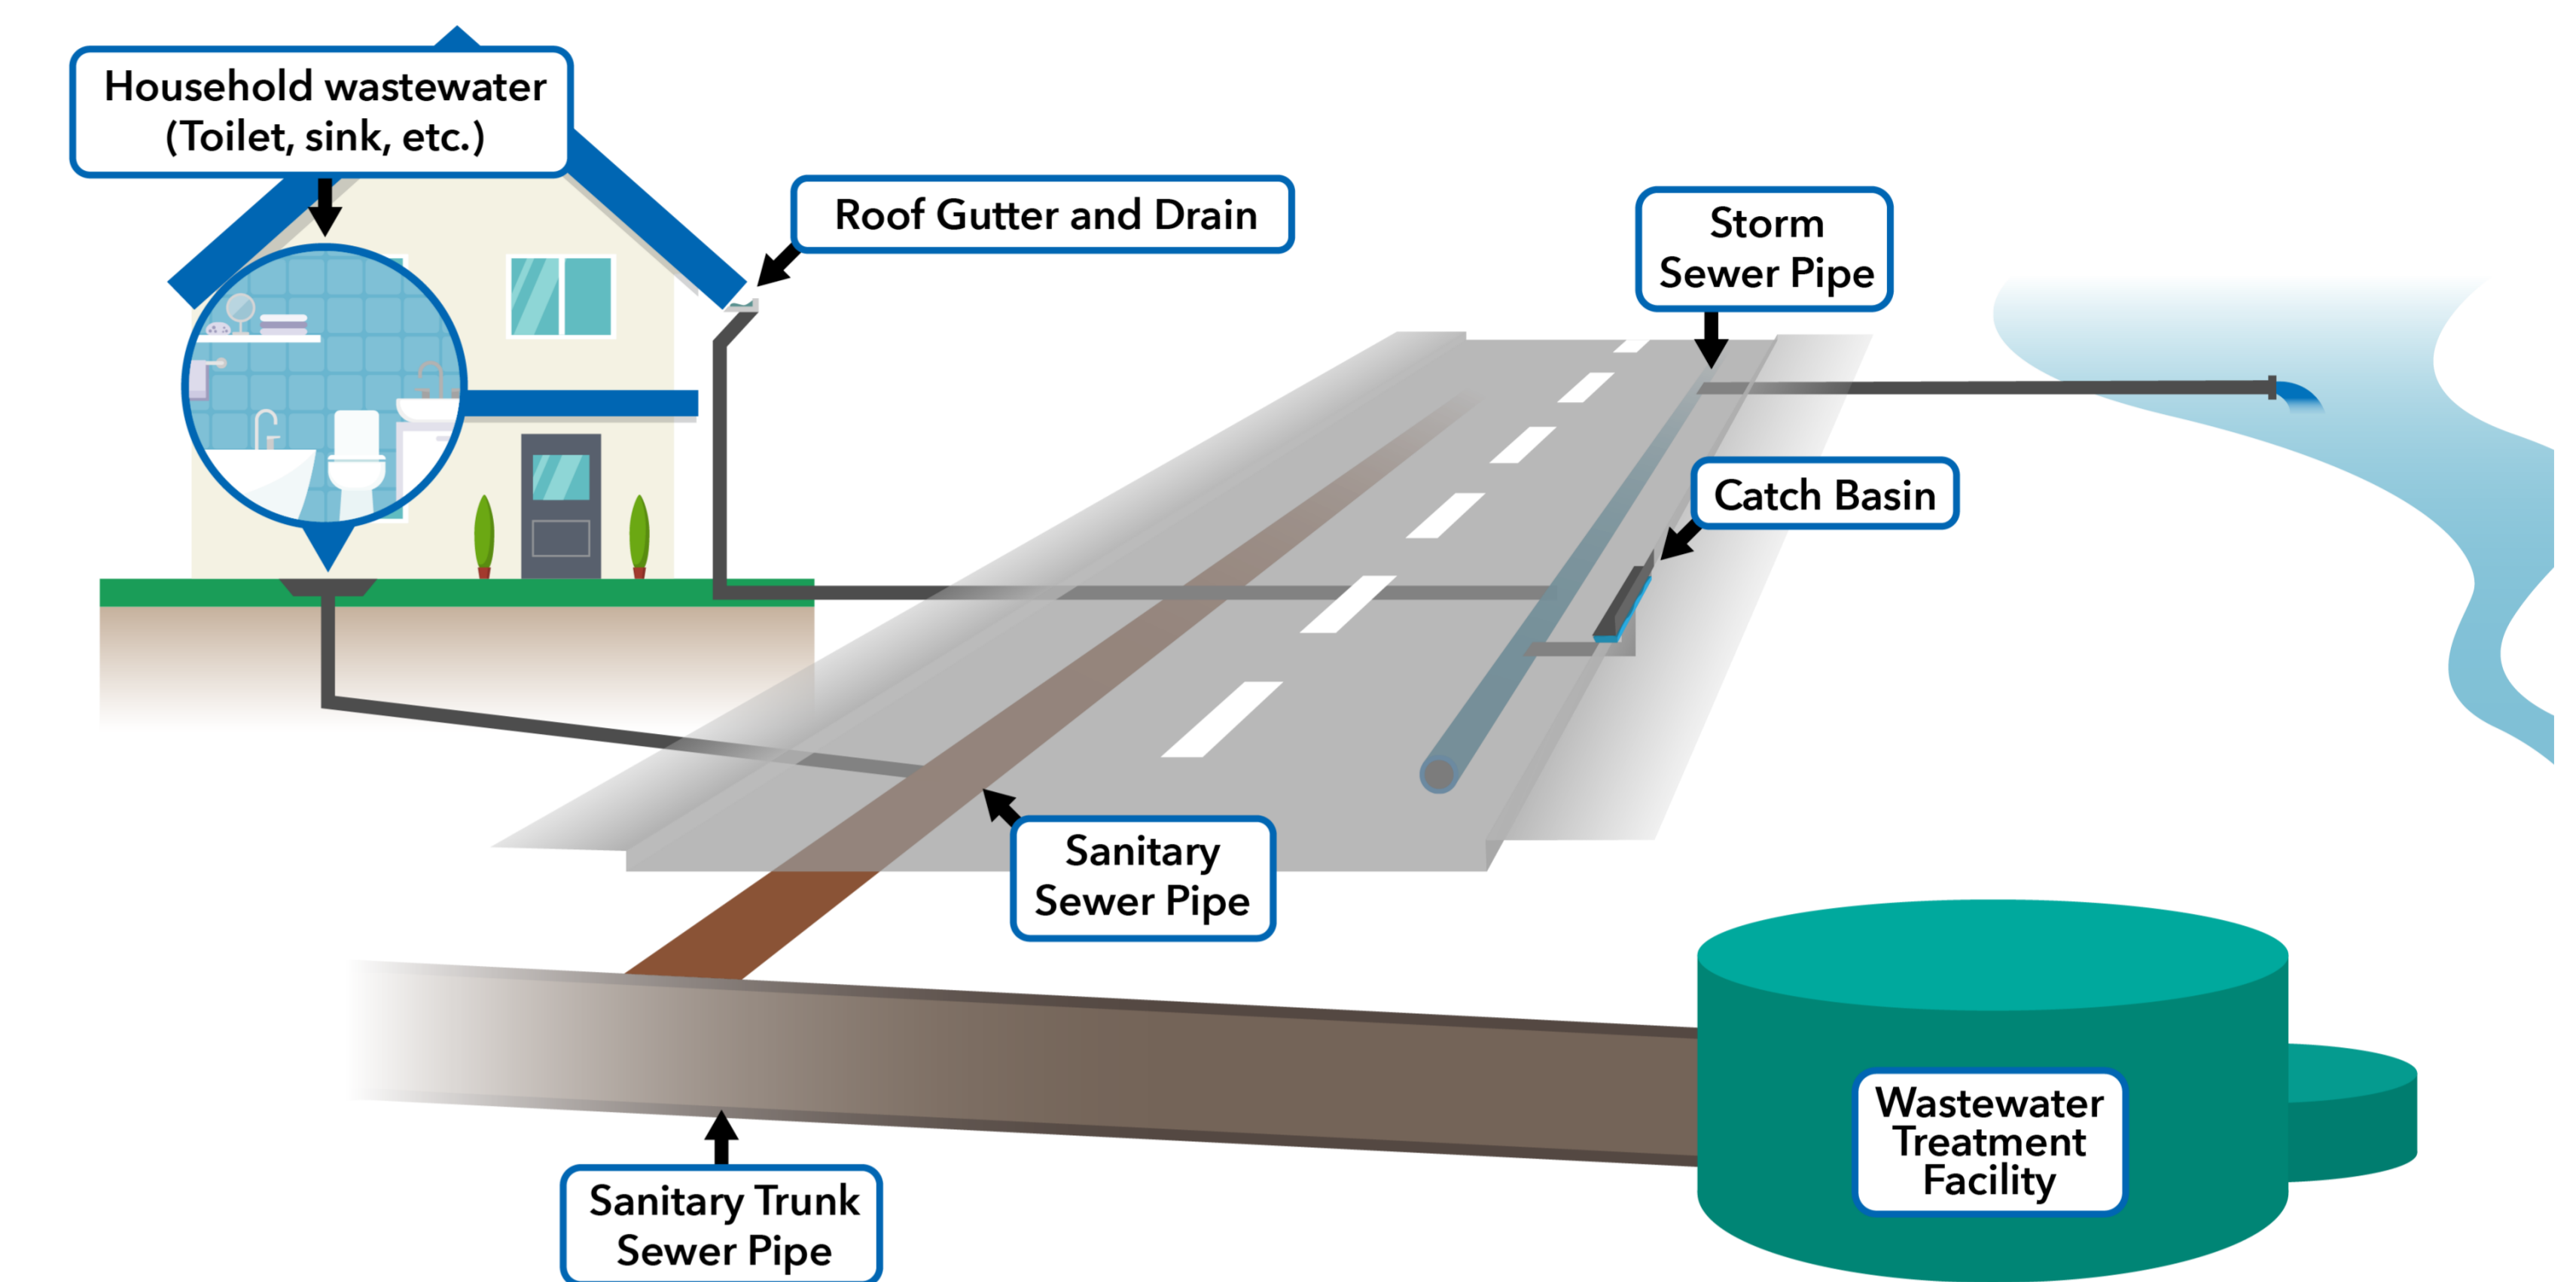 Household wastewater
(Toilet, sink, etc.)
Roof Gutter and Drain
Storm
Sewer Pipe
Catch Basin
Sanitary
Sewer Pipe
Wastewater
Treatment
Facility
Sanitary Trunk
Sewer Pipe